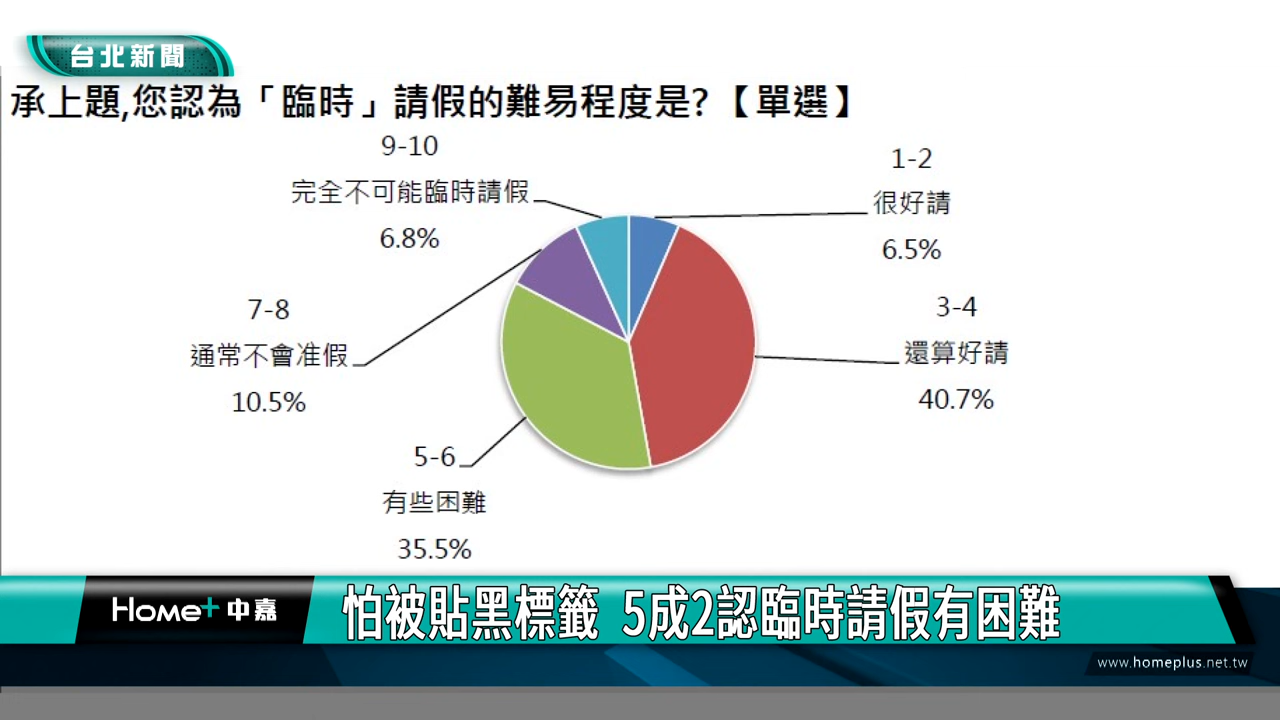 台北新聞
承上題,您認為「臨時」請假的難易程度是?【單選】
9-10
完全不可能臨時請假
6.8%
1-2
很好請
6.5%
7-8
通常不會准假
10.5%
3-4
還算好請
40.7%
5-6
有些困難
35.5%
Home+中嘉
怕被貼黑標籤 5成2認臨時請假有困難
www.homeplus.net.tw